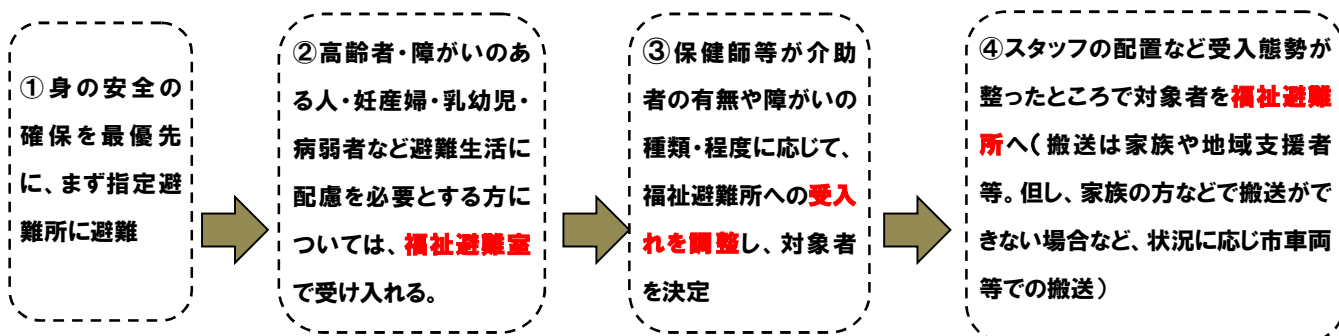 ①身の安全の
確保を最優先
に、まず指定避
難所に避難
②高齢者・障がいのあ
る人・妊産婦・乳幼児・
病弱者など避難生活に
配慮を必要とする方に
ついては、福祉避難室
で受け入れる。
③保健師等が介助
者の有無や障がいの
種類・程度に応じて、
福祉避難所への受入
れを調整し、対象者
を決定
④スタッフの配置など受入態勢が
整ったところで対象者を福祉避難
所へ(搬送は家族や地域支援者
等。但し、家族の方などで搬送がで
きない場合など、状況に応じ市車両
等での搬送)